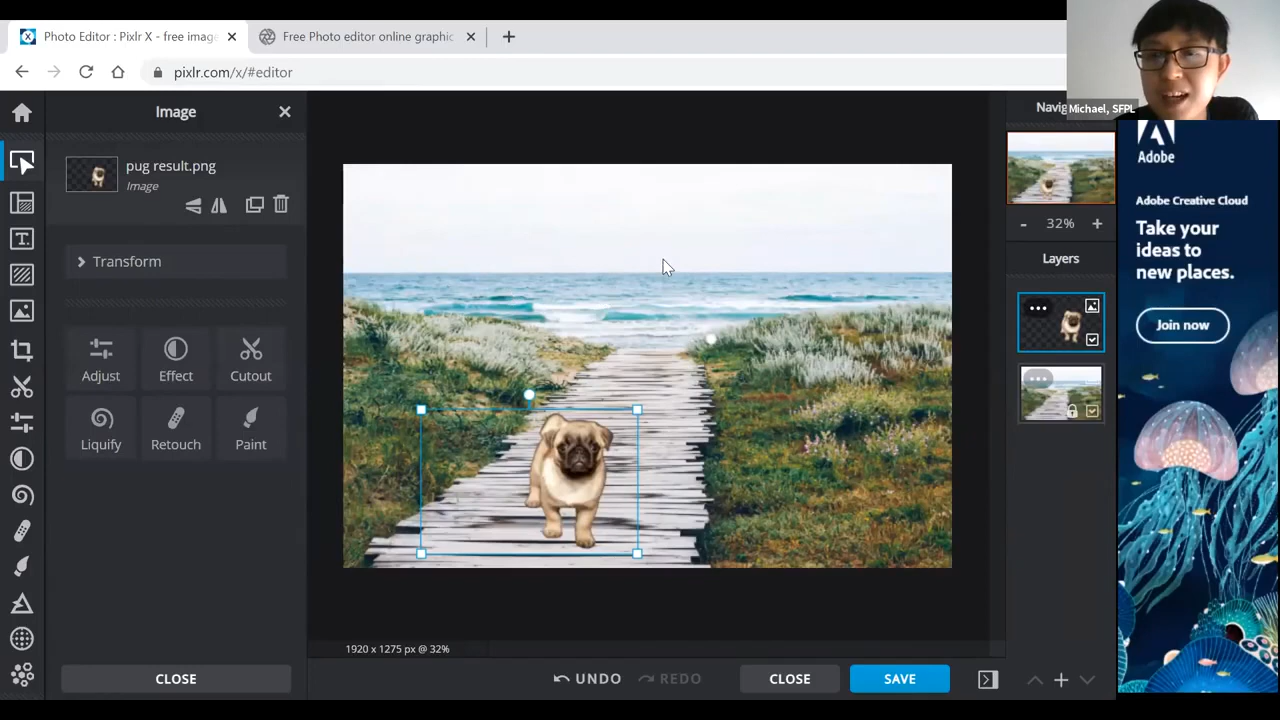 Photo Editor : Pixlr X - free image
Free Photo editor online graphic
pixlr.com/x/#editor
Michael, SFPL
Image
Navig
pug result.png
Image
Adobe
Adobe Creative Cloud
Take your
ideas to
new places.
Join now
- 32% +
Transform
Layers
Adjust
Effect
Cutout
Liquify
Retouch
Paint
1920 x 1275 px @ 32%
CLOSE
UNDO
REDO
CLOSE
SAVE